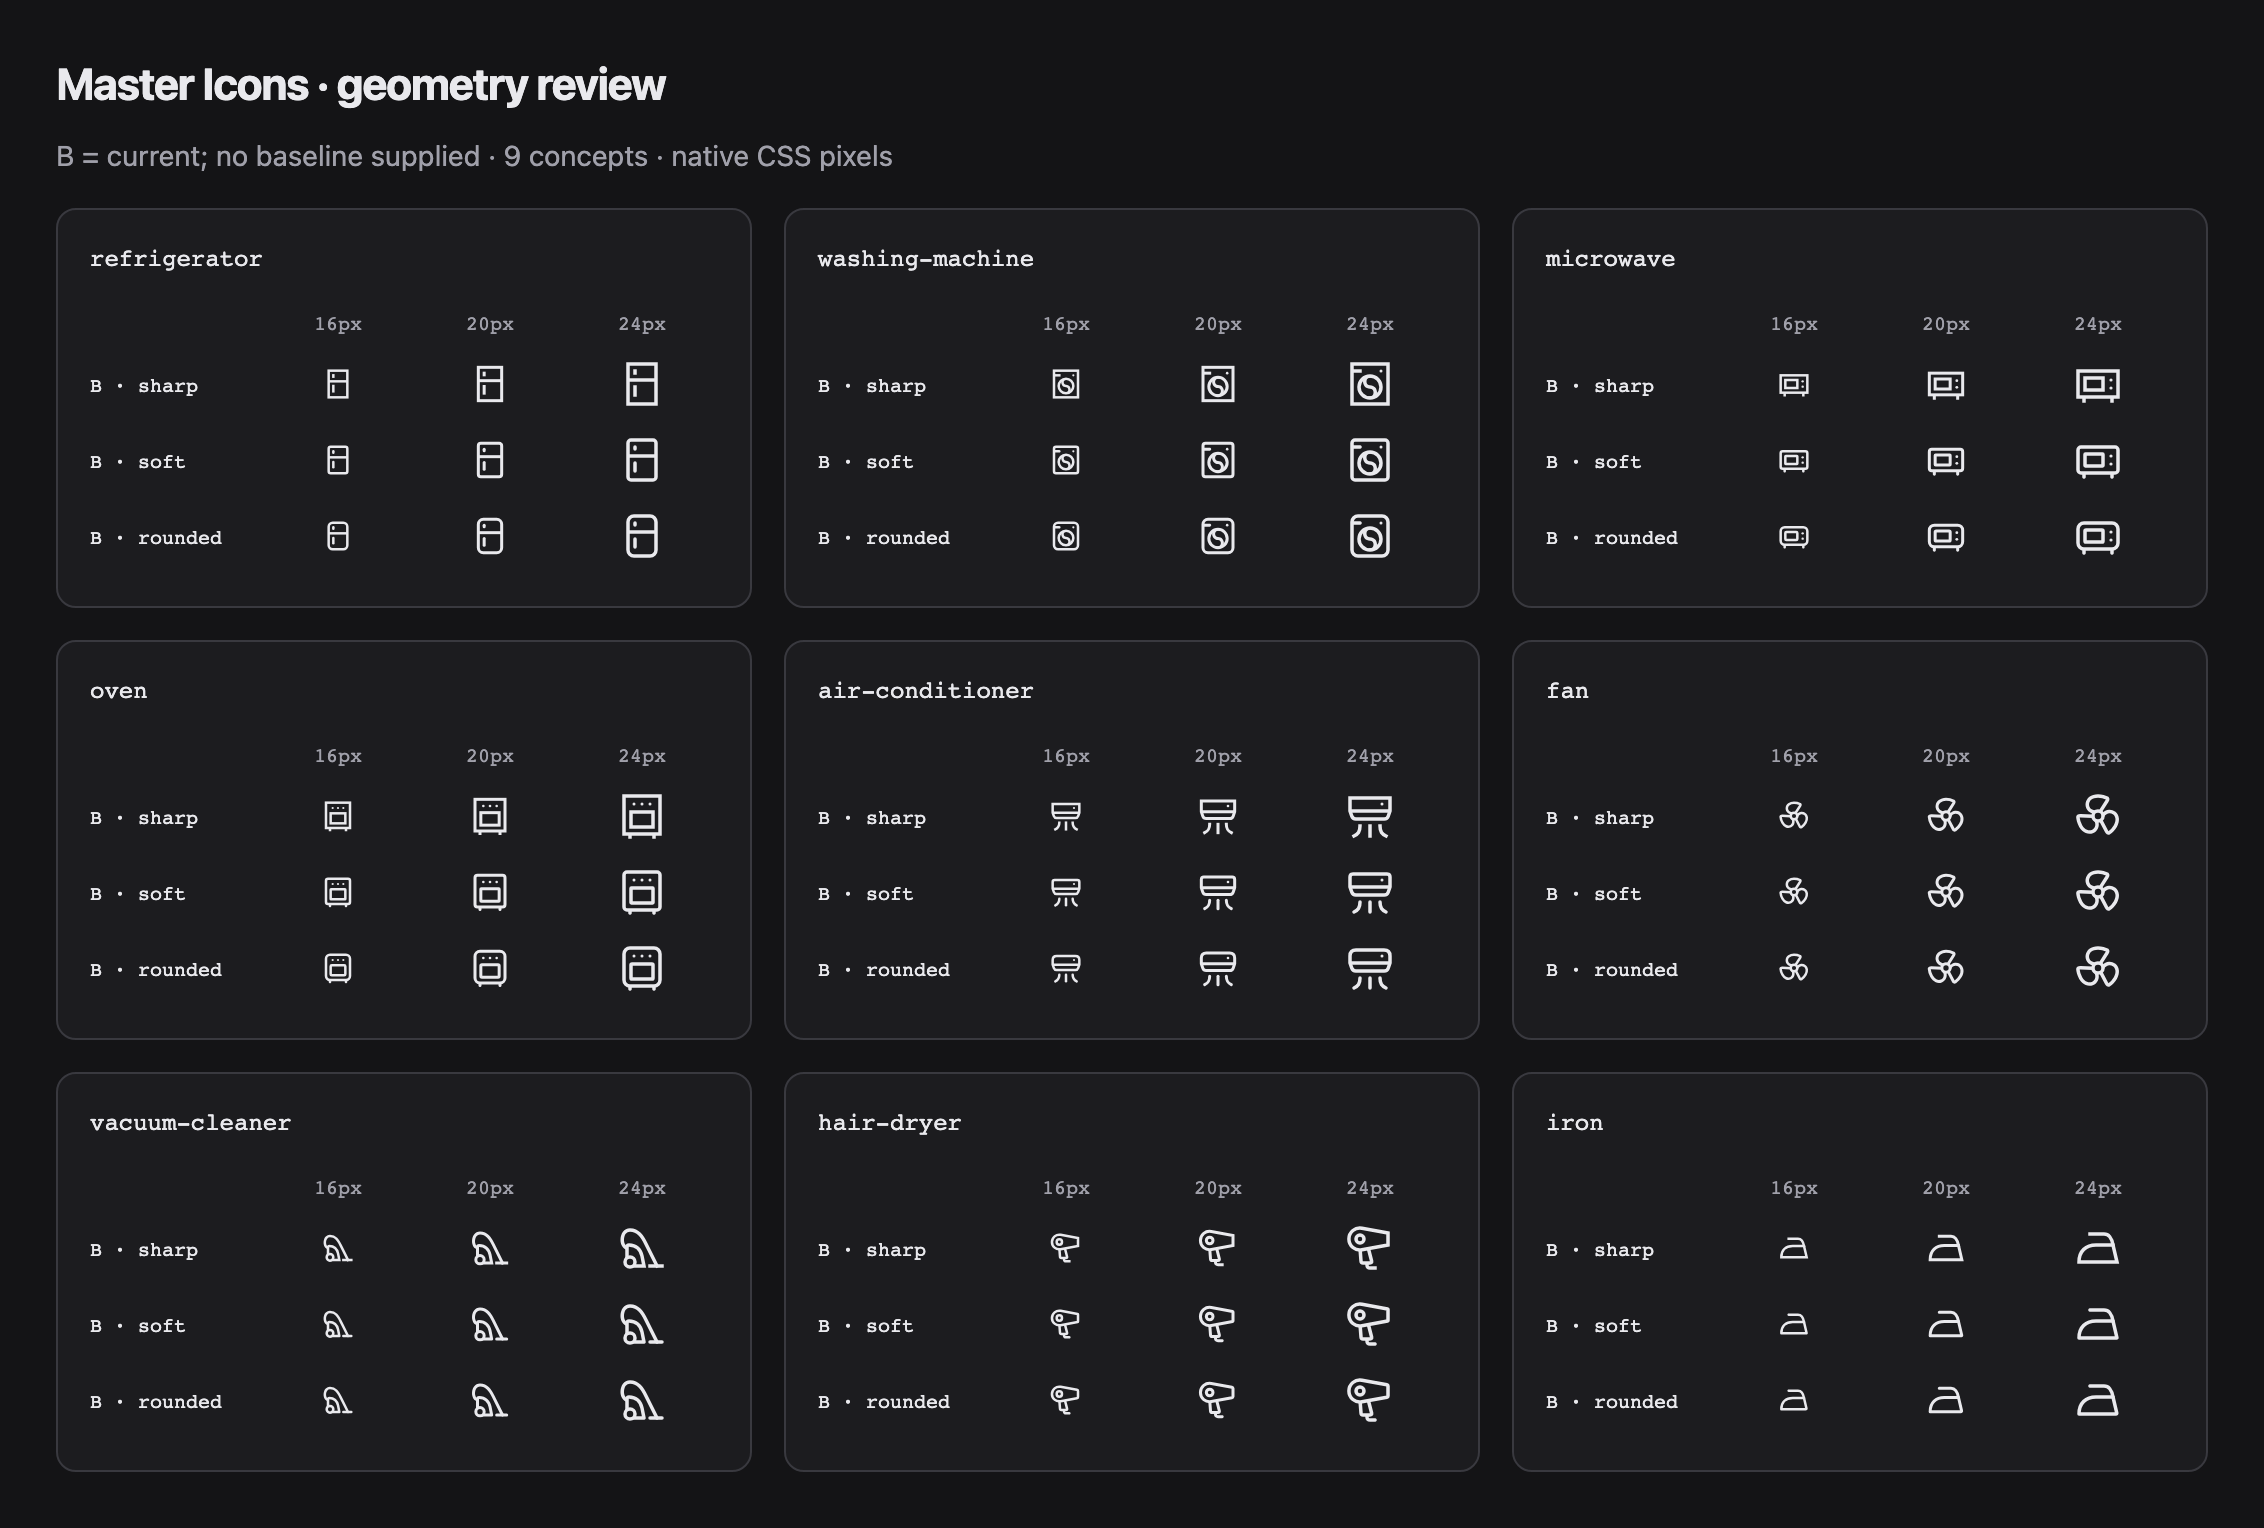 Master Icons · geometry review
B = current; no baseline supplied · 9 concepts · native CSS pixels
refrigerator
16px 20px 24px
B · sharp
B · soft
B · rounded
washing-machine
16px 20px 24px
B · sharp
B · soft
B · rounded
microwave
16px 20px 24px
B · sharp
B · soft
B · rounded
oven
16px 20px 24px
B · sharp
B · soft
B · rounded
air-conditioner
16px 20px 24px
B · sharp
B · soft
B · rounded
fan
16px 20px 24px
B · sharp
B · soft
B · rounded
vacuum-cleaner
16px 20px 24px
B · sharp
B · soft
B · rounded
hair-dryer
16px 20px 24px
B · sharp
B · soft
B · rounded
iron
16px 20px 24px
B · sharp
B · soft
B · rounded